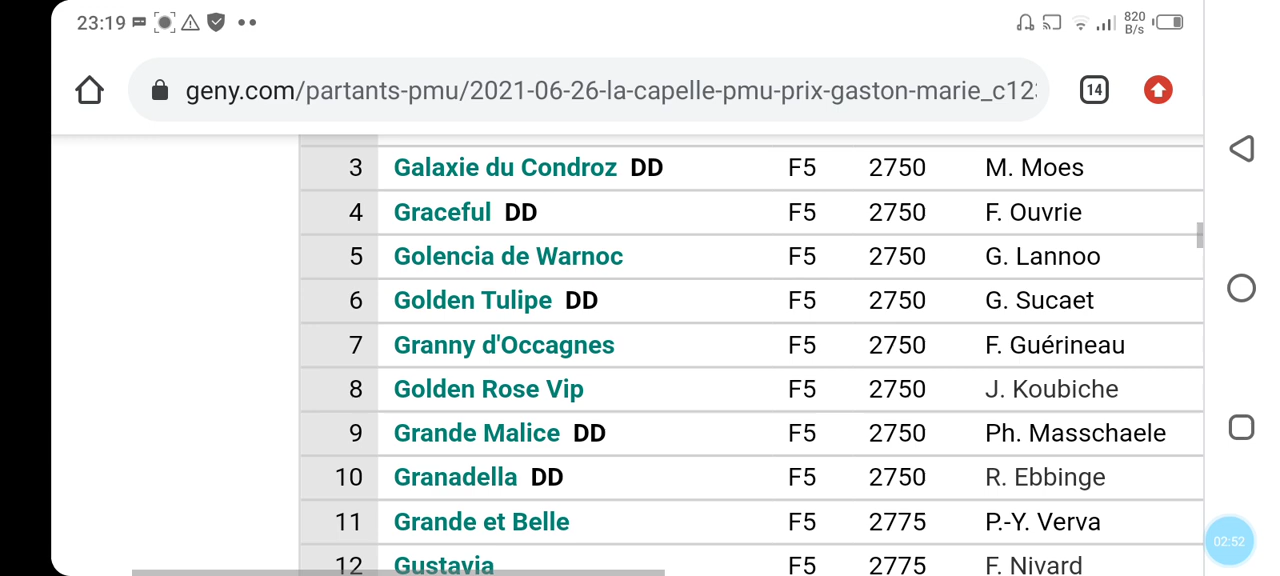 23:19 820 B/s
geny.com/partants-pmu/2021-06-26-la-capelle-pmu-prix-gaston-marie_c12 14
3 Galaxie du Condroz DD F5 2750 M. Moes
4 Graceful DD F5 2750 F. Ouvrie
5 Golencia de Warnoc F5 2750 G. Lannoo
6 Golden Tulipe DD F5 2750 G. Sucaet
7 Granny d'Occagnes F5 2750 F. Guérineau
8 Golden Rose Vip F5 2750 J. Koubiche
9 Grande Malice DD F5 2750 Ph. Masschaele
10 Granadella DD F5 2750 R. Ebbinge
11 Grande et Belle F5 2775 P.-Y. Verva
12 Gustavia F5 2775 F. Nivard
02:52